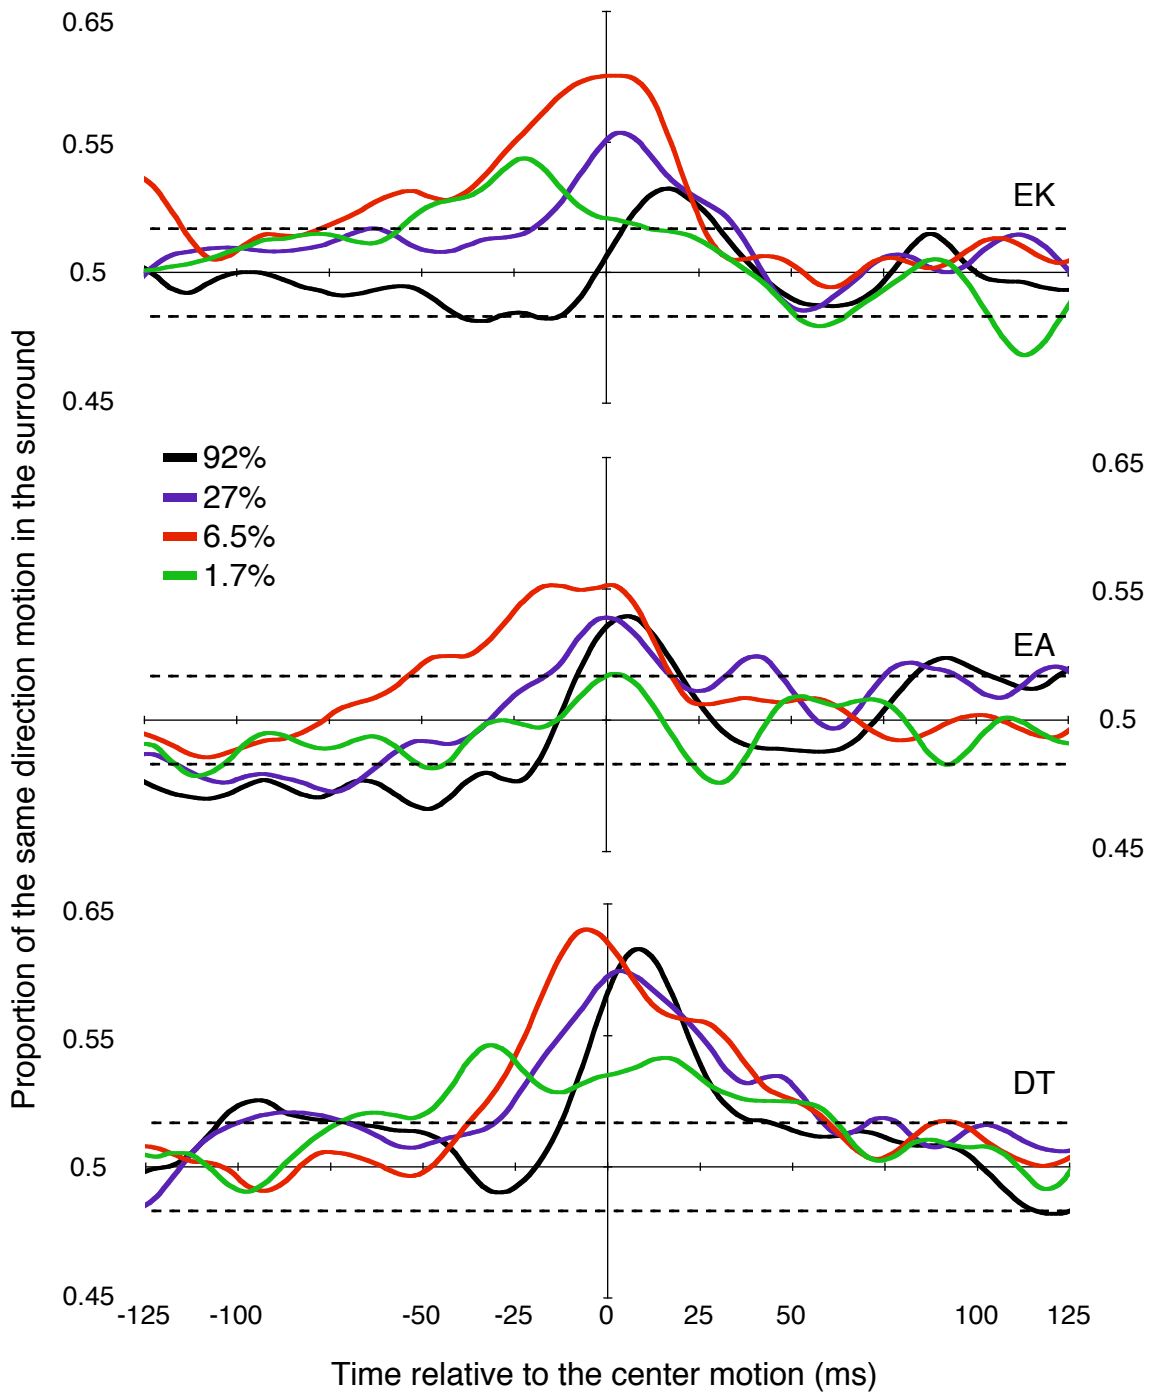 0.65
0.55
EK
0.5
0.45
Proportion of the same direction motion in the surround
92%
27%
6.5%
1.7%
0.65
0.55
EA
0.5
0.45
0.65
0.55
DT
0.5
0.45
-125 -100 -50 -25 0 25 50 100 125
Time relative to the center motion (ms)